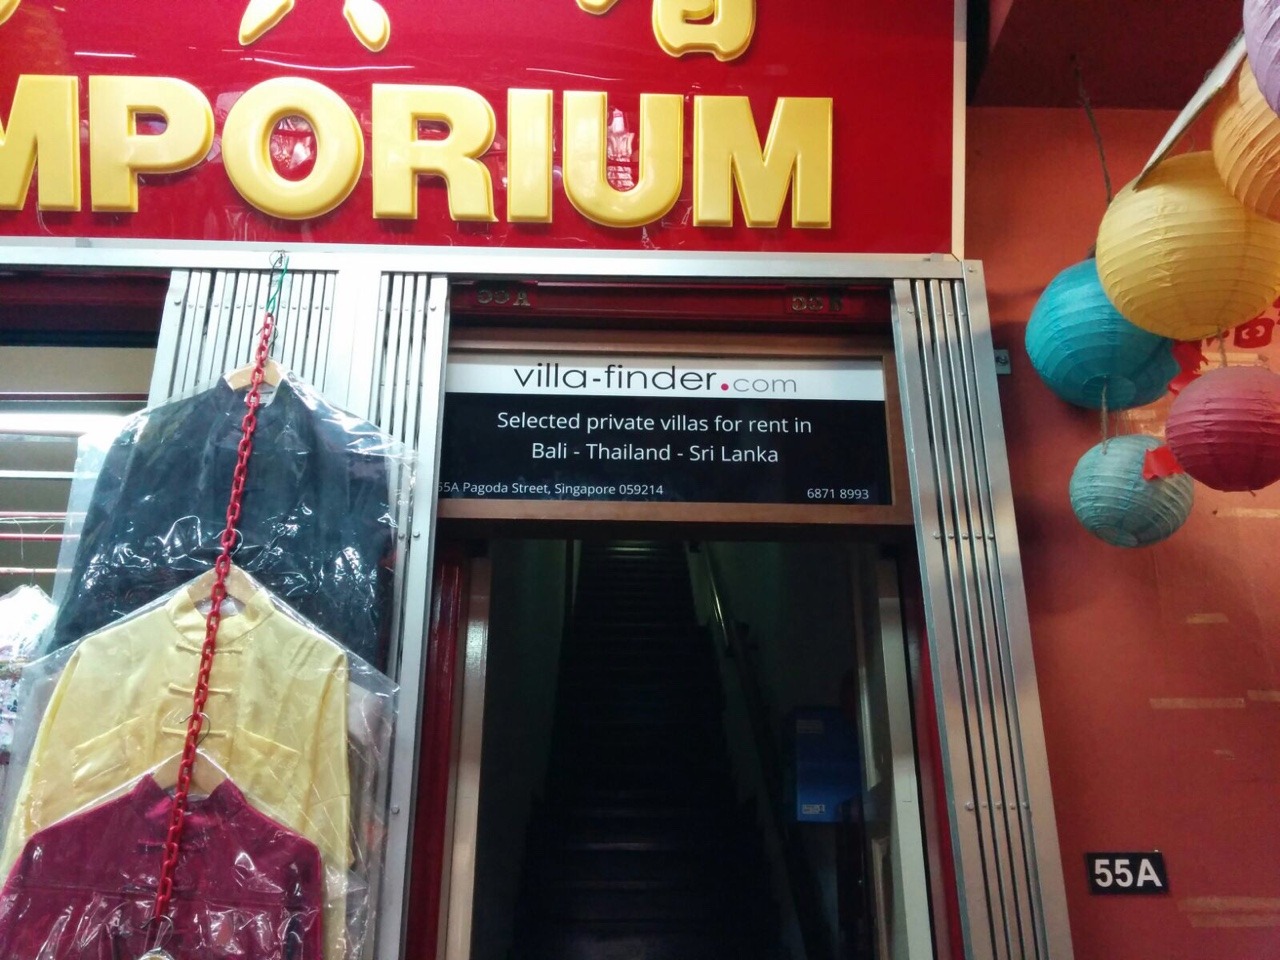 MPORIUM
55A
villa-finder.com
Selected private villas for rent in
Bali - Thailand - Sri Lanka
55A Pagoda Street, Singapore 059214
6871 8993
55A